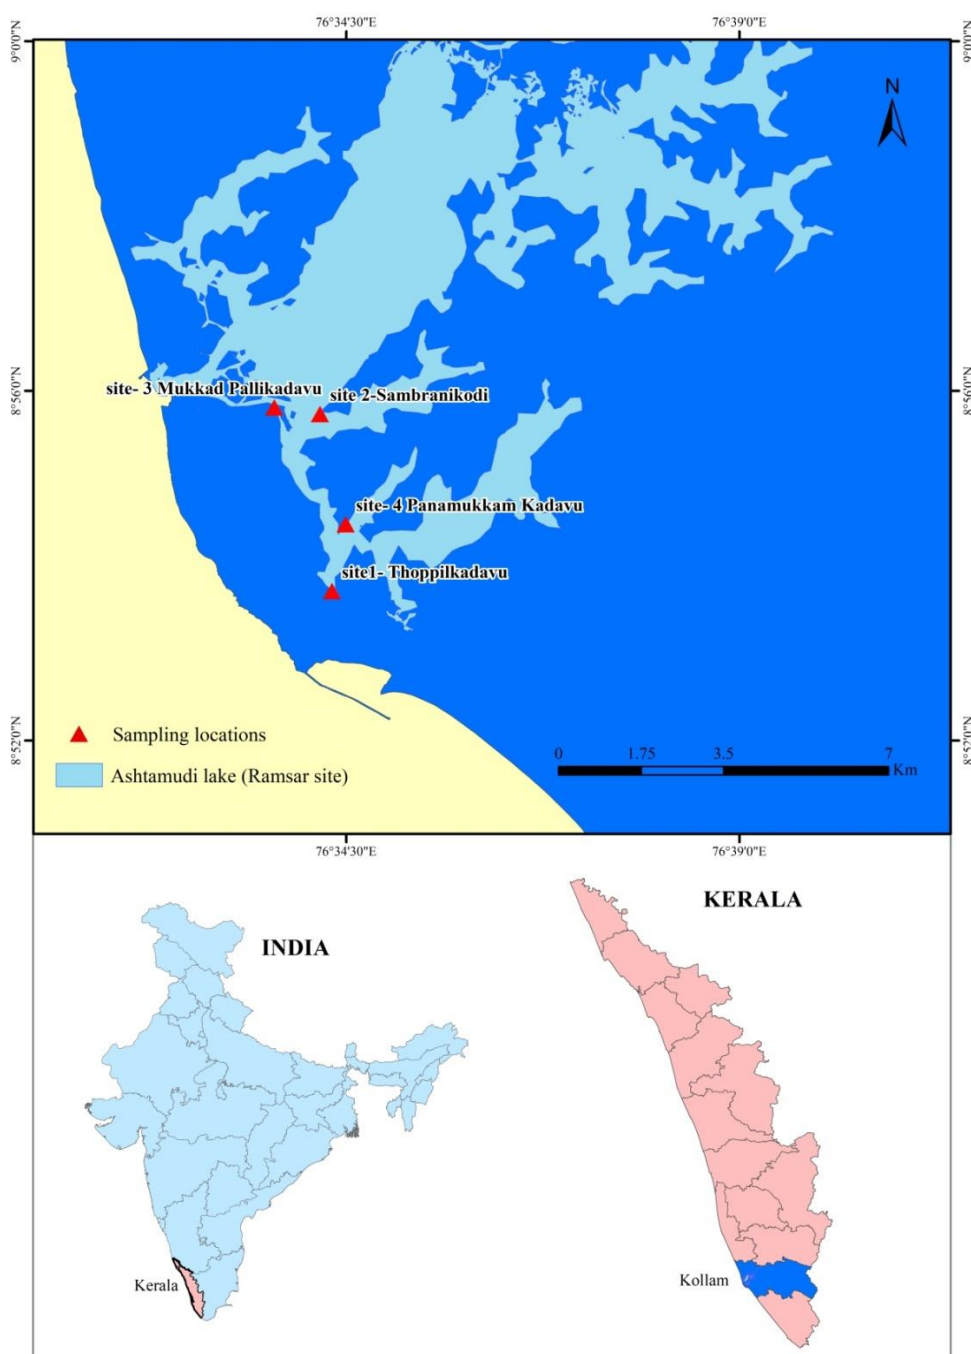 76°34'30"E
76°39'0"E
9°0'0"N
9°0'0"N
N
8°56'0"N
8°56'0"N
site- 3 Mukkad Pallikadavu
site 2-Sambranikodi
site- 4 Panamukkam Kadavu
site1- Thoppilkadavu
8°52'0"N
8°52'0"N
Sampling locations
Ashtamudi lake (Ramsar site)
0
1.75
3.5
7
Km
76°34'30"E
76°39'0"E
INDIA
KERALA
Kerala
Kollam